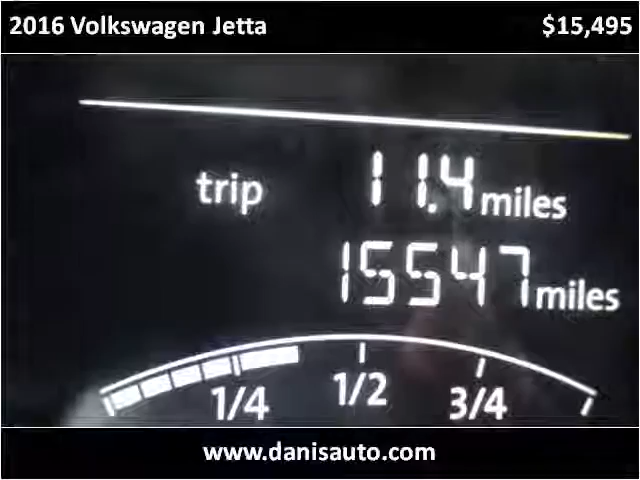 2016 Volkswagen Jetta $15,495
trip 11.4 miles
15547 miles
1/4 1/2 3/4
www.danisauto.com